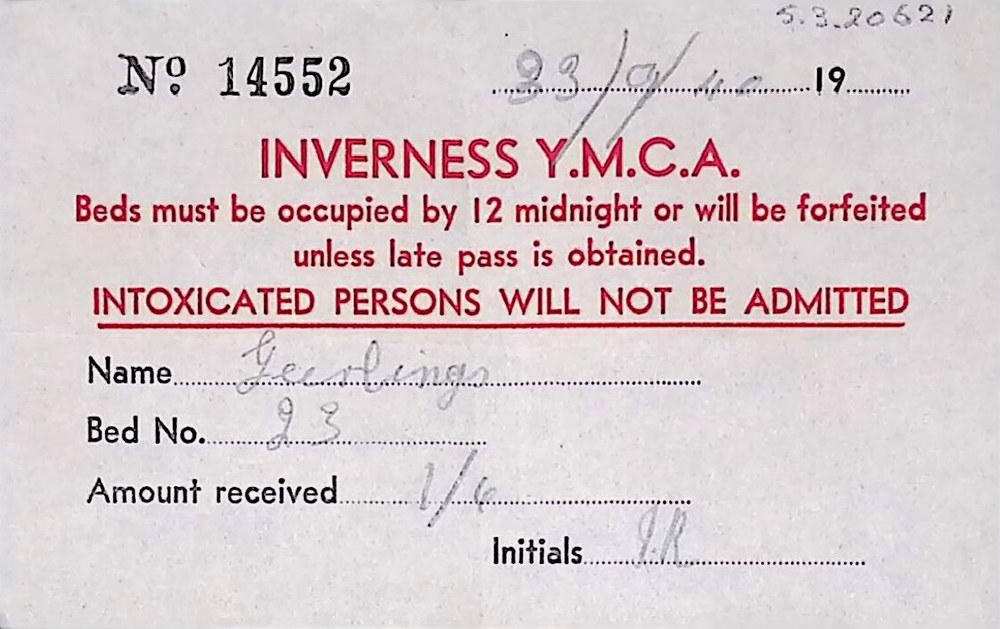 5.3.20621
Nº 14552 23/9/40 19
INVERNESS Y.M.C.A.
Beds must be occupied by 12 midnight or will be forfeited
unless late pass is obtained.
INTOXICATED PERSONS WILL NOT BE ADMITTED
Name Geerlings
Bed No. 23
Amount received 1/6
Initials J.R